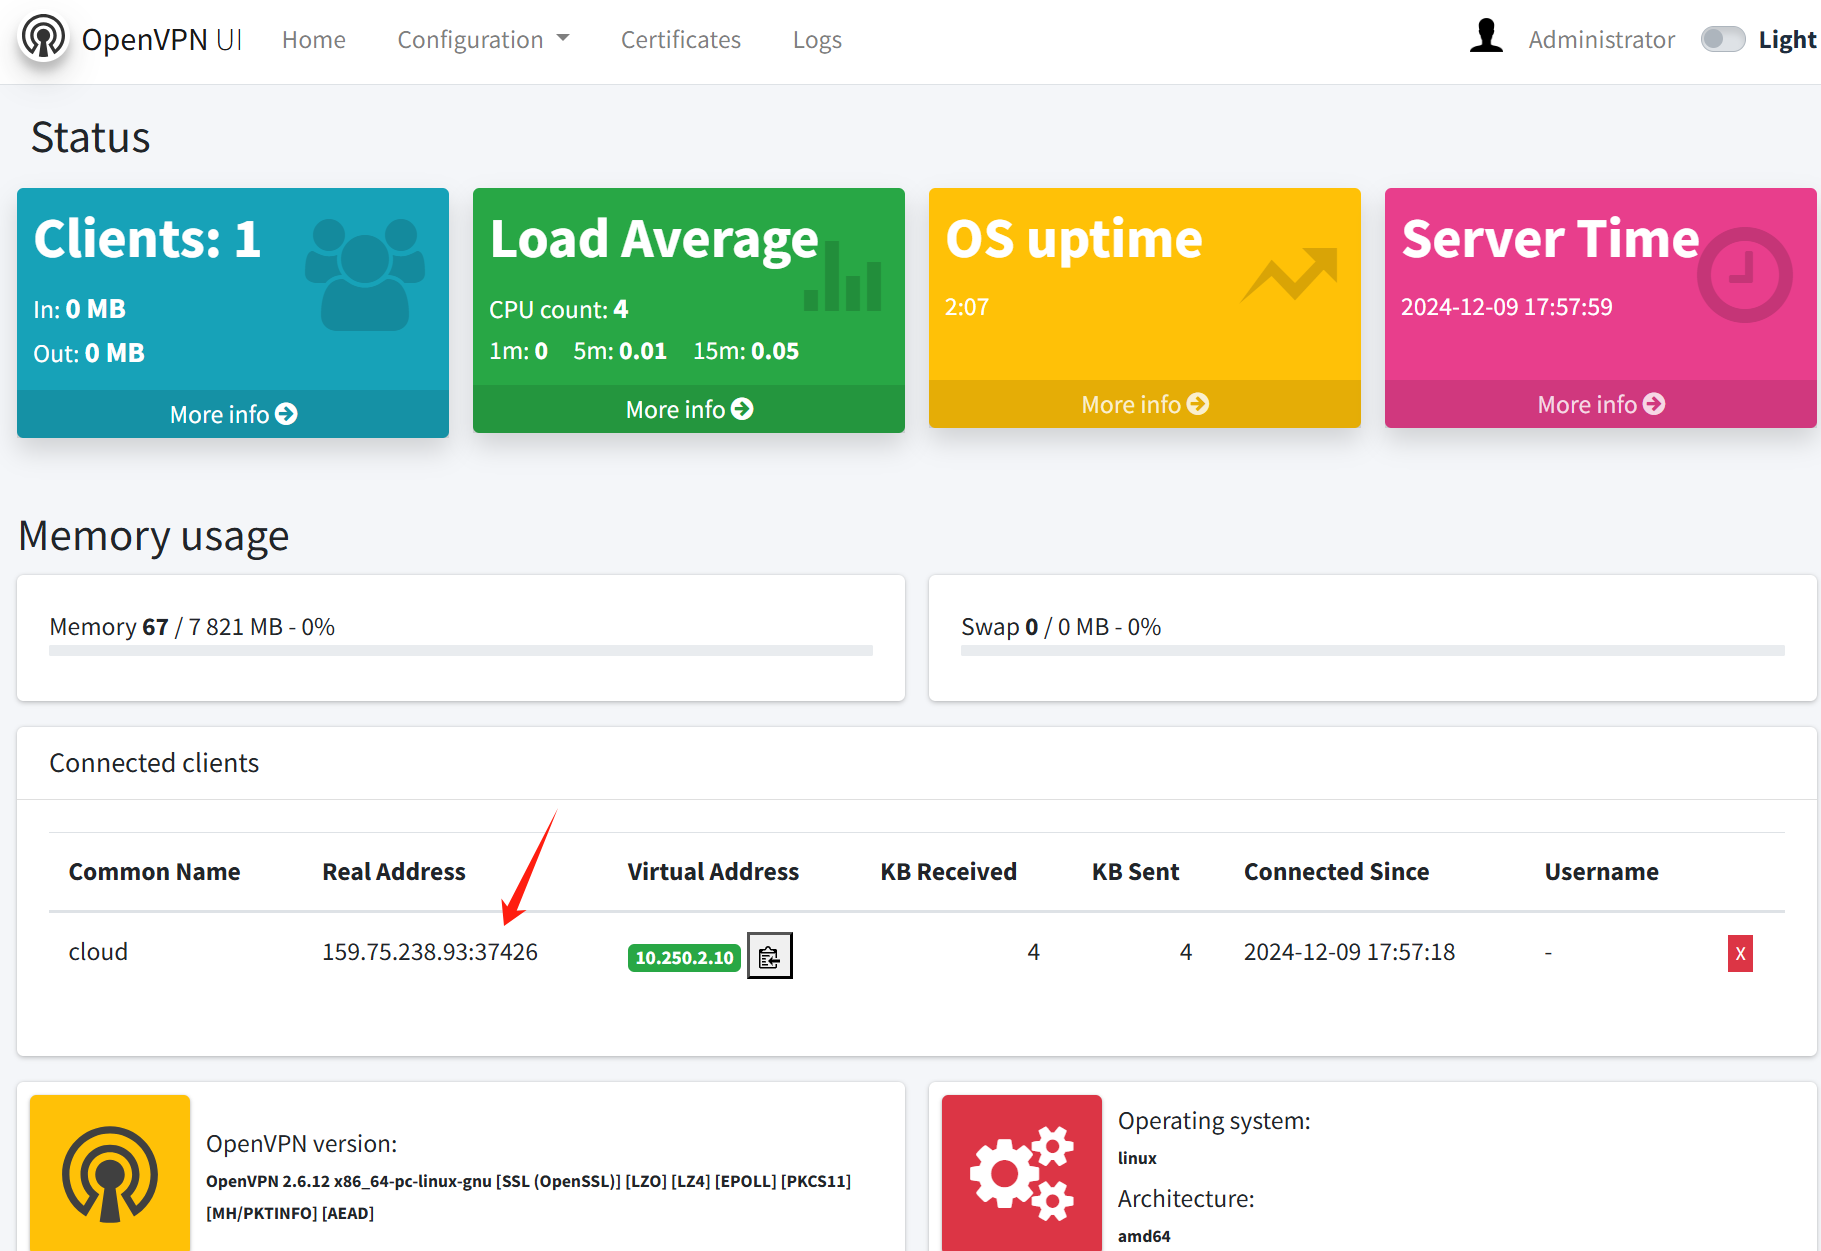 OpenVPN UI Home Configuration Certificates Logs Administrator Light
Status
Clients: 1
In: 0 MB
Out: 0 MB
More info
Load Average
CPU count: 4
1m: 0 5m: 0.01 15m: 0.05
More info
OS uptime
2:07
More info
Server Time
2024-12-09 17:57:59
More info
Memory usage
Memory 67 / 7 821 MB - 0%
Swap 0 / 0 MB - 0%
Connected clients
Common Name Real Address Virtual Address KB Received KB Sent Connected Since Username
cloud 159.75.238.93:37426 10.250.2.10 4 4 2024-12-09 17:57:18 - X
OpenVPN version:
OpenVPN 2.6.12 x86_64-pc-linux-gnu [SSL (OpenSSL)] [LZO] [LZ4] [EPOLL] [PKCS11]
[MH/PKTINFO] [AEAD]
Operating system:
linux
Architecture:
amd64